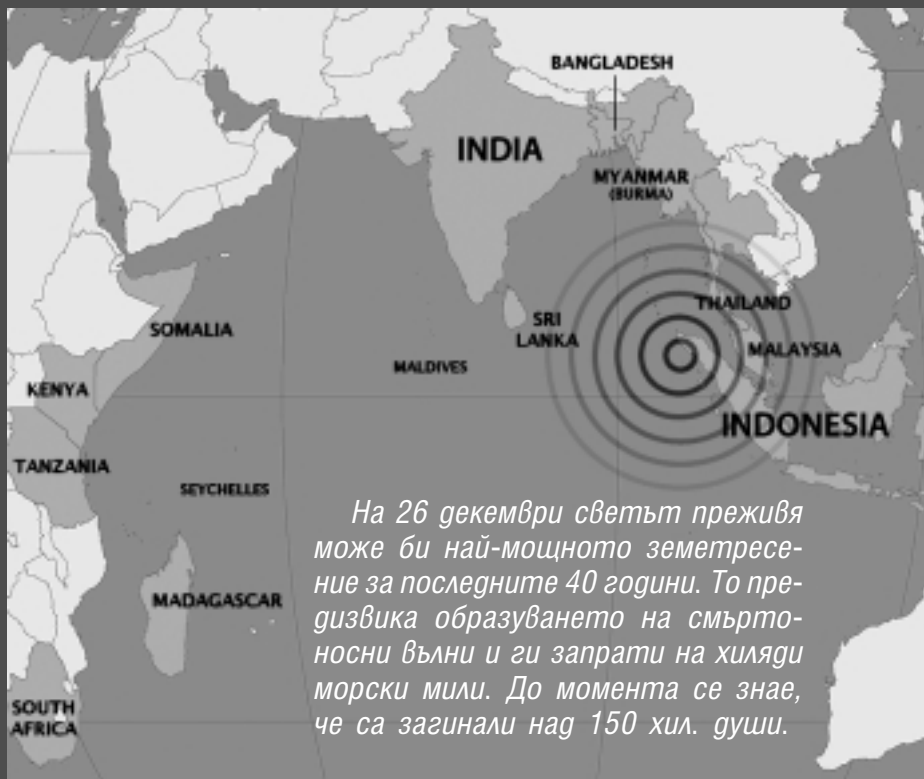 BANGLADESH
INDIA
MYANMAR
(BURMA)
THAILAND
SOMALIA
SRI
LANKA
MALAYSIA
MALDIVES
KENYA
INDONESIA
TANZANIA
SEYCHELLES
MADAGASCAR
SOUTH
AFRICA
На 26 декември светът преживя
може би най-мощното земетресе-
ние за последните 40 години. То пре-
дизвика образуването на смърто-
носни вълни и ги запрати на хиляди
морски мили. До момента се знае,
че са загинали над 150 хил. души.